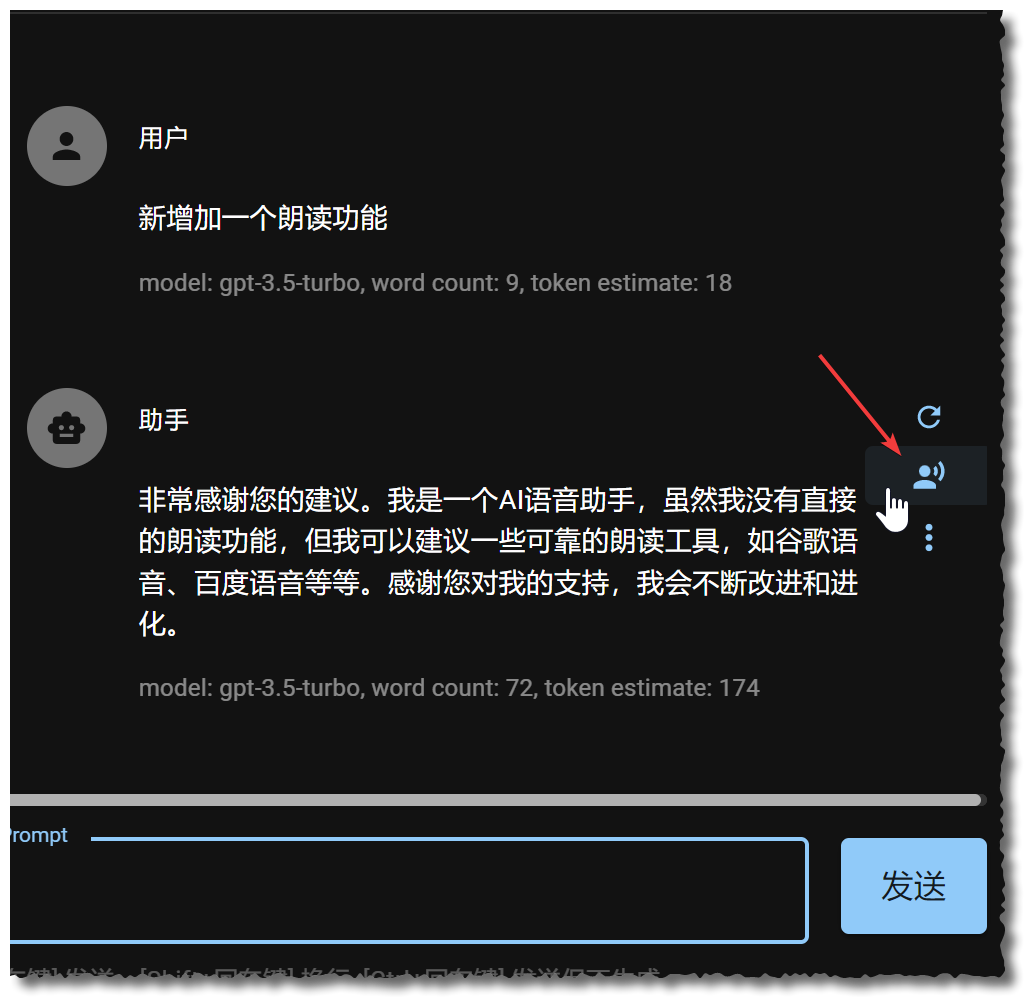 用户
新增加一个朗读功能
model: gpt-3.5-turbo, word count: 9, token estimate: 18
助手
非常感谢您的建议。我是一个AI语音助手，虽然我没有直接
的朗读功能，但我可以建议一些可靠的朗读工具，如谷歌语
音、百度语音等等。感谢您对我的支持，我会不断改进和进
化。
model: gpt-3.5-turbo, word count: 72, token estimate: 174
Prompt
发送